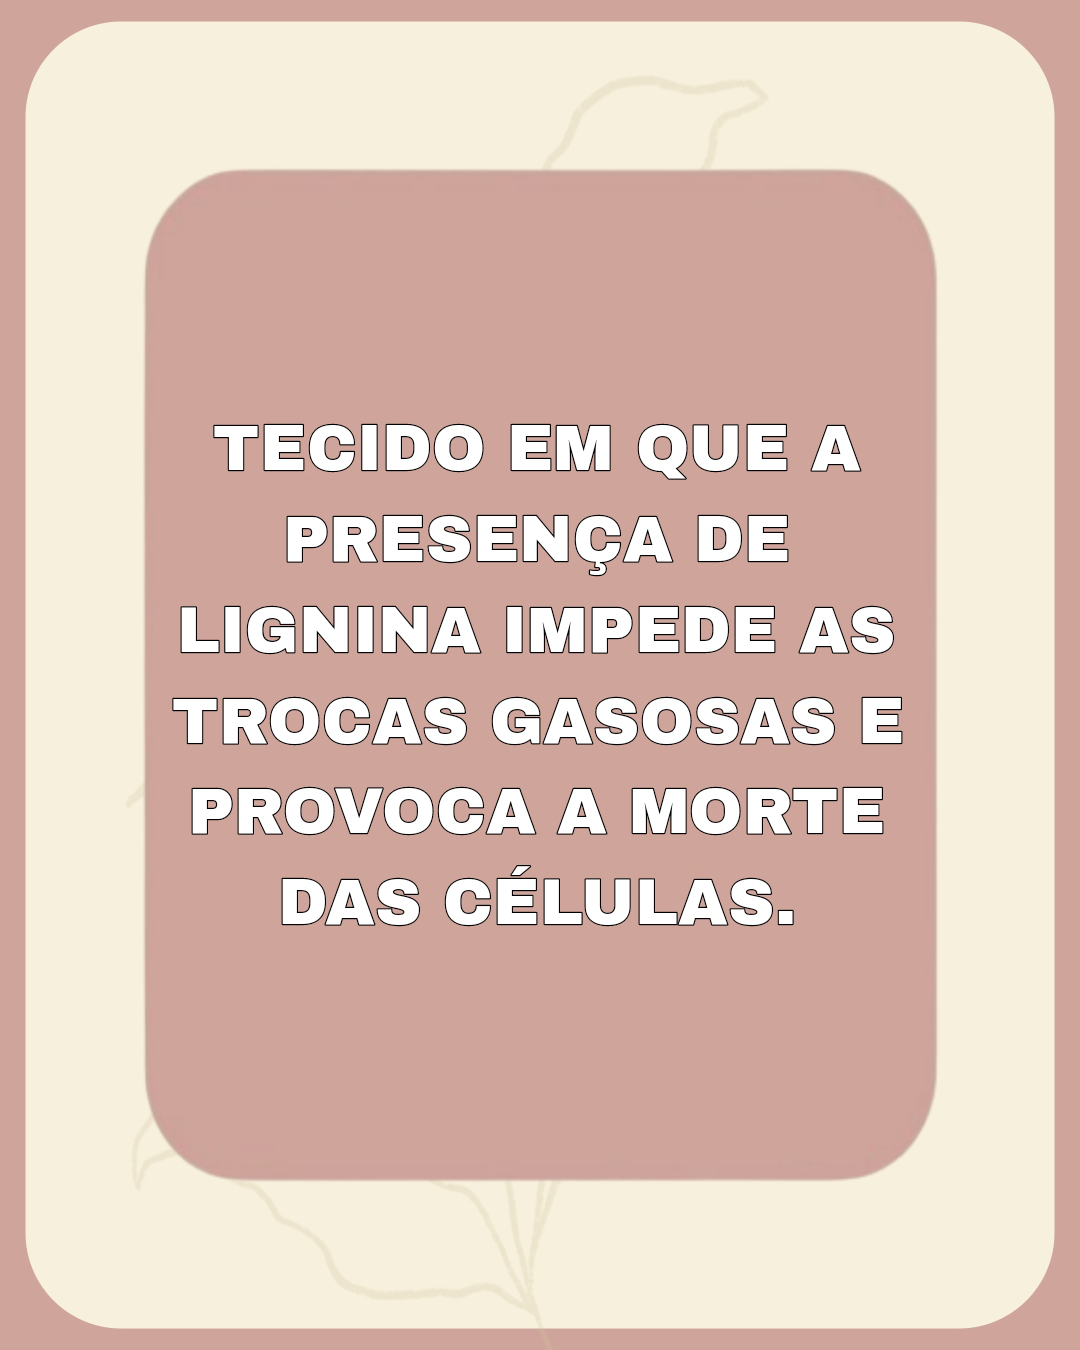 TECIDO EM QUE A
PRESENÇA DE
LIGNINA IMPEDE AS
TROCAS GASOSAS E
PROVOCA A MORTE
DAS CÉLULAS.